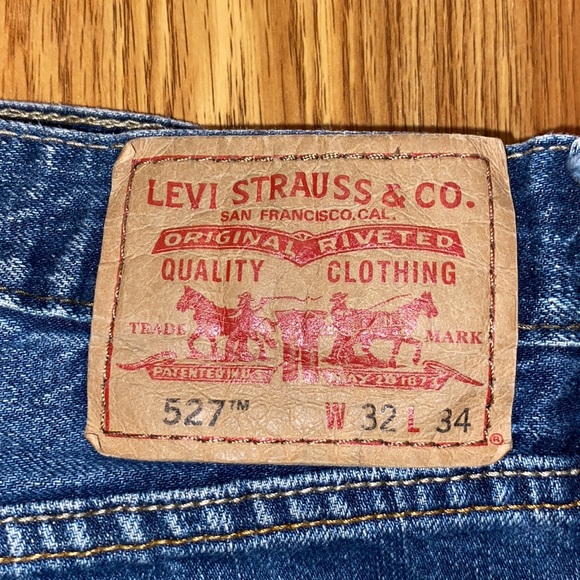 LEVI STRAUSS & CO.
SAN FRANCISCO, CAL.
ORIGINAL RIVETED
QUALITY CLOTHING
TRADE MARK
PATENTED IN U.S. MAY 20 187
527™ W 32 L 34 ®